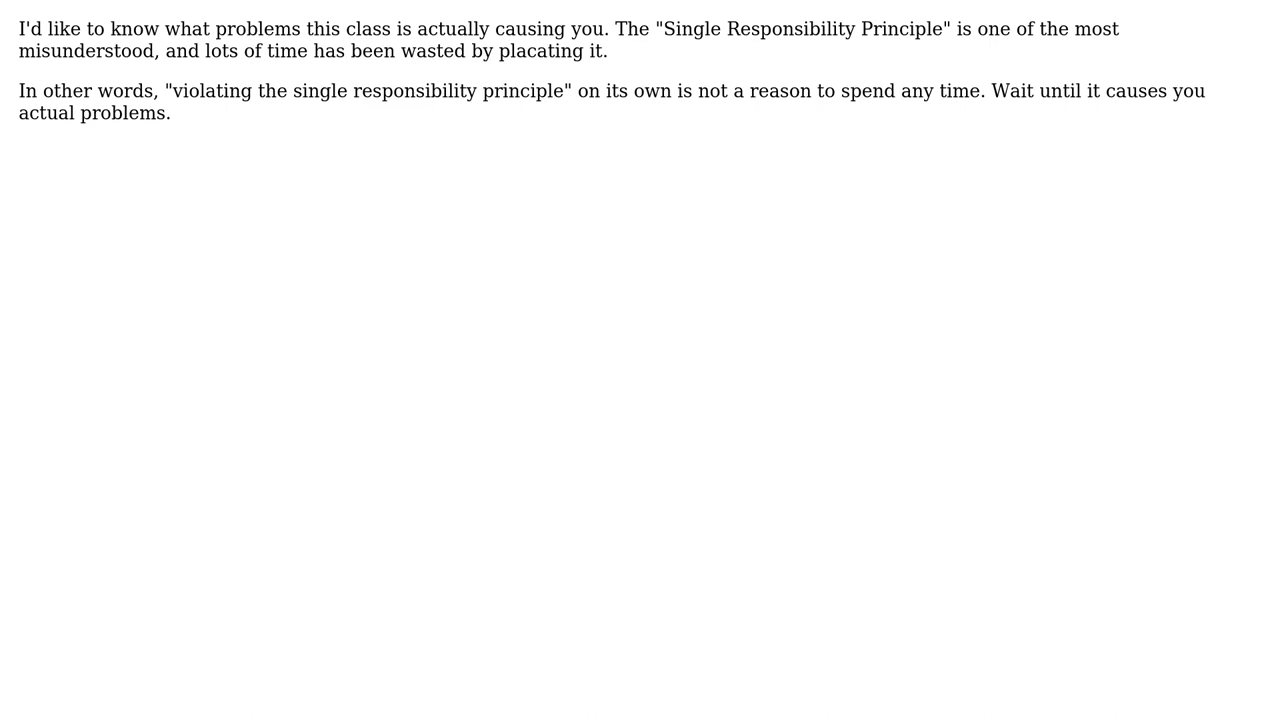 I'd like to know what problems this class is actually causing you. The "Single Responsibility Principle" is one of the most
misunderstood, and lots of time has been wasted by placating it.
In other words, "violating the single responsibility principle" on its own is not a reason to spend any time. Wait until it causes you
actual problems.